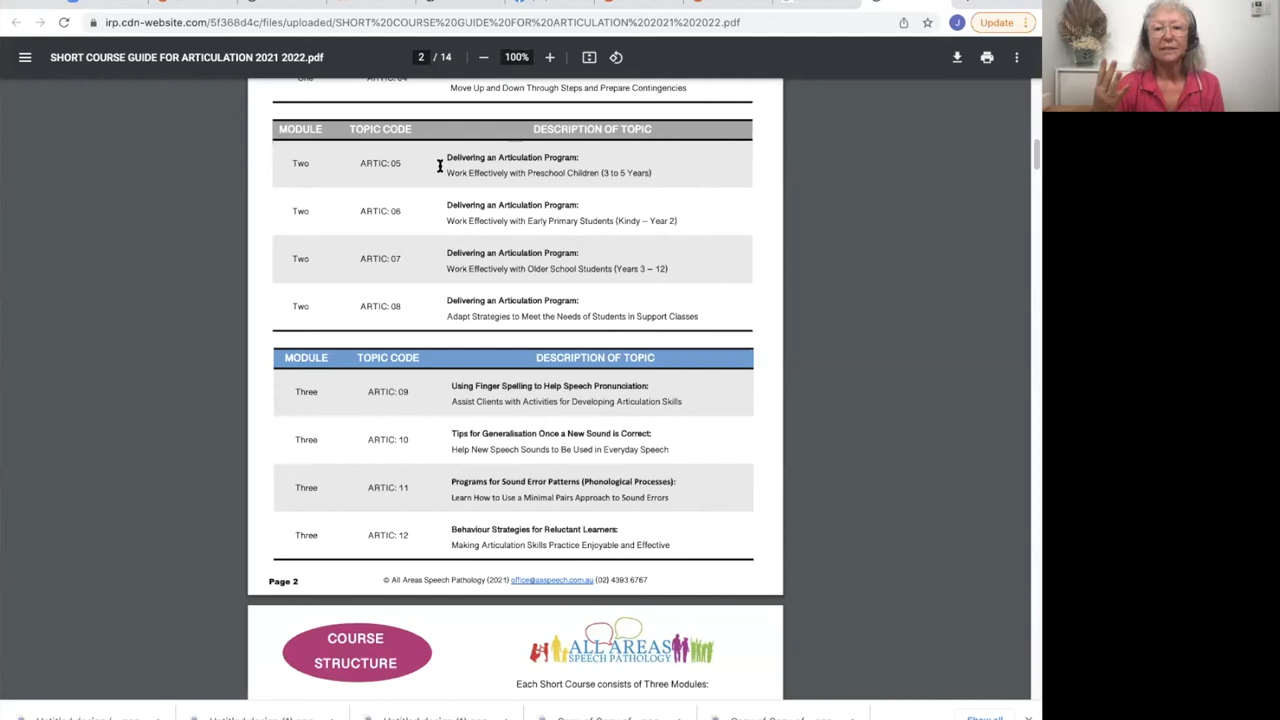 irp.cdn-website.com/5f368d4c/files/uploaded/SHORT%20COURSE%20GUIDE%20FOR%20ARTICULATION%202021%202022.pdf
J
Update
SHORT COURSE GUIDE FOR ARTICULATION 2021 2022.pdf
2 / 14
100%
Move Up and Down Through Steps and Prepare Contingencies
MODULE TOPIC CODE DESCRIPTION OF TOPIC
Two ARTIC: 05 Delivering an Articulation Program:
Work Effectively with Preschool Children (3 to 5 Years)
Two ARTIC: 06 Delivering an Articulation Program:
Work Effectively with Early Primary Students (Kindy – Year 2)
Two ARTIC: 07 Delivering an Articulation Program:
Work Effectively with Older School Students (Years 3 – 12)
Two ARTIC: 08 Delivering an Articulation Program:
Adapt Strategies to Meet the Needs of Students in Support Classes
MODULE TOPIC CODE DESCRIPTION OF TOPIC
Three ARTIC: 09 Using Finger Spelling to Help Speech Pronunciation:
Assist Clients with Activities for Developing Articulation Skills
Three ARTIC: 10 Tips for Generalisation Once a New Sound is Correct:
Help New Speech Sounds to Be Used in Everyday Speech
Three ARTIC: 11 Programs for Sound Error Patterns (Phonological Processes):
Learn How to Use a Minimal Pairs Approach to Sound Errors
Three ARTIC: 12 Behaviour Strategies for Reluctant Learners:
Making Articulation Skills Practice Enjoyable and Effective
Page 2
© All Areas Speech Pathology (2021) office@aaspeech.com.au (02) 4393 6767
COURSE
STRUCTURE
ALL AREAS
SPEECH PATHOLOGY
Each Short Course consists of Three Modules:
Show all